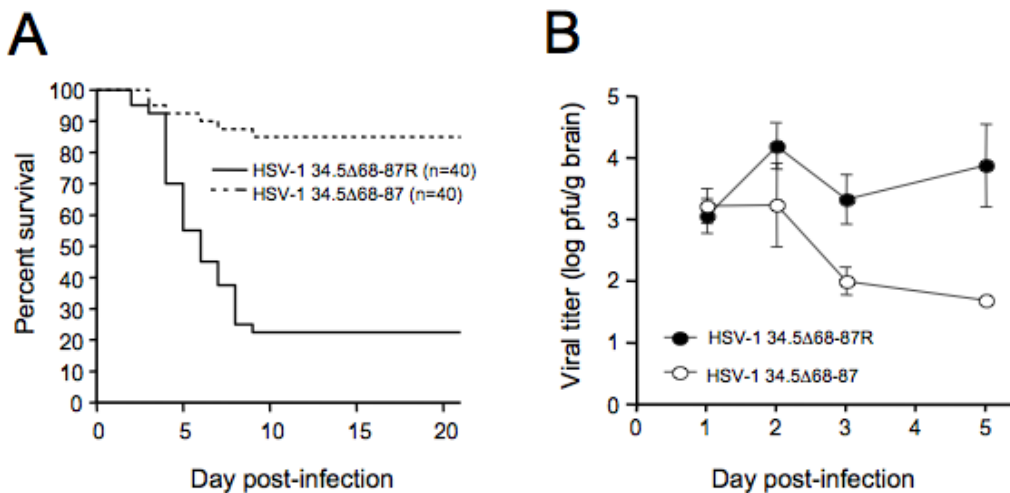 A
100
90
80
70
60
50
40
30
20
10
0
Percent survival
HSV-1 34.5Δ68-87R (n=40)
HSV-1 34.5Δ68-87 (n=40)
0 5 10 15 20
Day post-infection
B
5
4
3
2
1
0
Viral titer (log pfu/g brain)
HSV-1 34.5Δ68-87R
HSV-1 34.5Δ68-87
0 1 2 3 4 5
Day post-infection